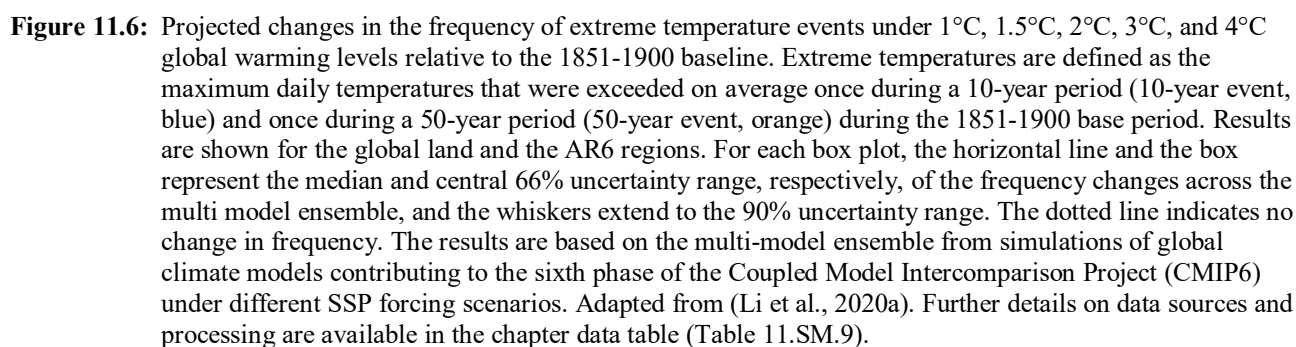 Figure 11.6: Projected changes in the frequency of extreme temperature events under 1°C, 1.5°C, 2°C, 3°C, and 4°C
global warming levels relative to the 1851-1900 baseline. Extreme temperatures are defined as the
maximum daily temperatures that were exceeded on average once during a 10-year period (10-year event,
blue) and once during a 50-year period (50-year event, orange) during the 1851-1900 base period. Results
are shown for the global land and the AR6 regions. For each box plot, the horizontal line and the box
represent the median and central 66% uncertainty range, respectively, of the frequency changes across the
multi model ensemble, and the whiskers extend to the 90% uncertainty range. The dotted line indicates no
change in frequency. The results are based on the multi-model ensemble from simulations of global
climate models contributing to the sixth phase of the Coupled Model Intercomparison Project (CMIP6)
under different SSP forcing scenarios. Adapted from (Li et al., 2020a). Further details on data sources and
processing are available in the chapter data table (Table 11.SM.9).